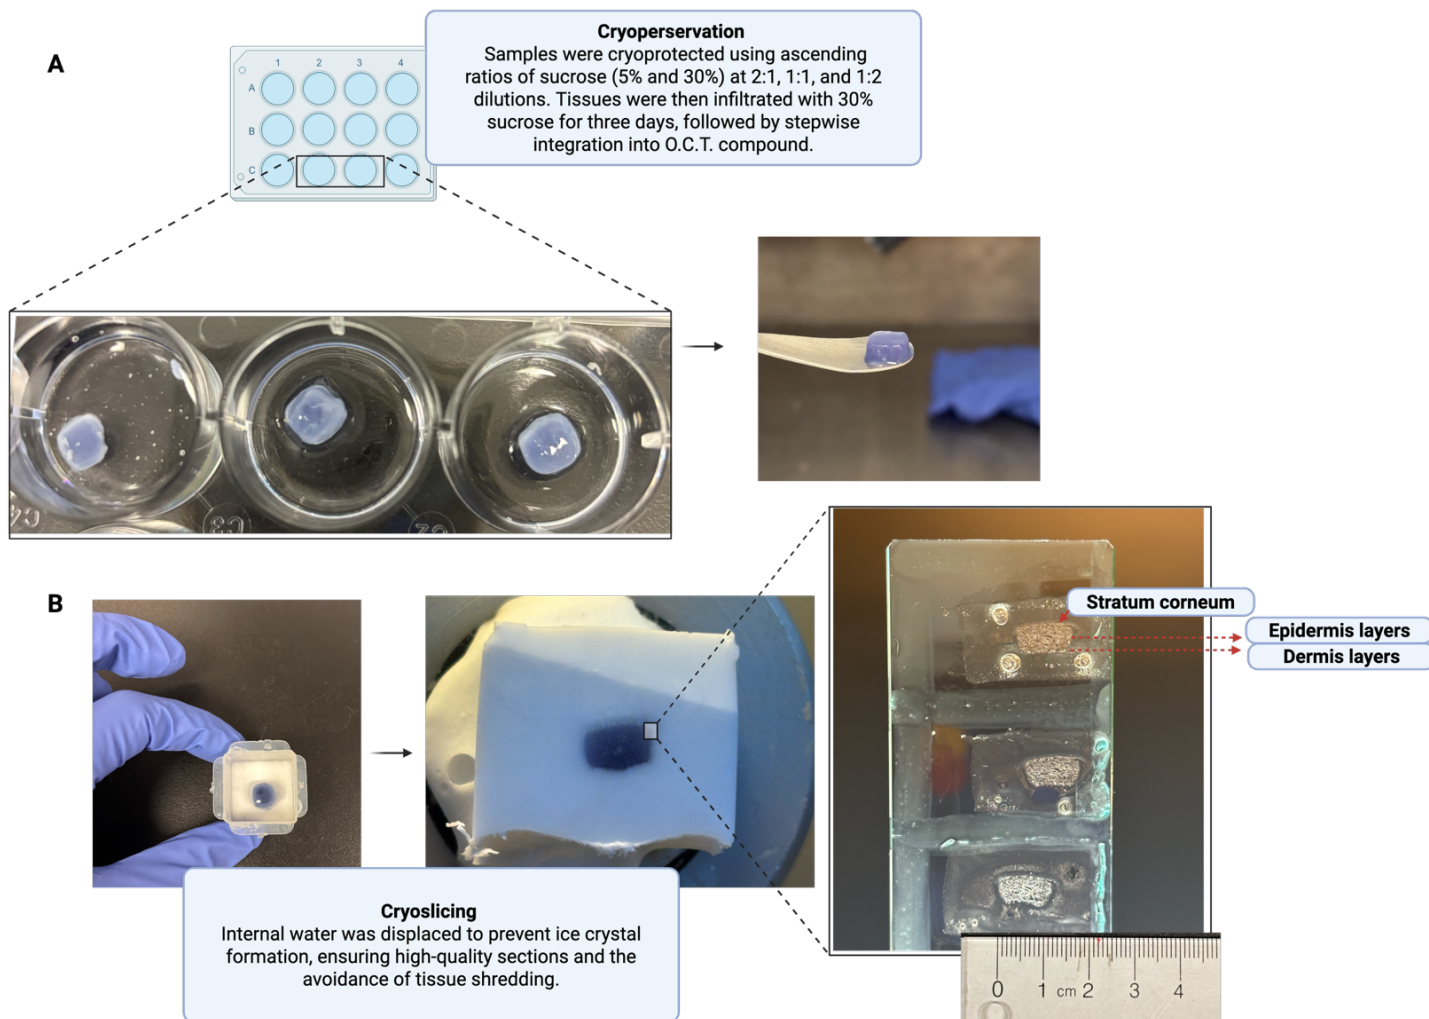 A
1 2 3 4
A
B
C
Cryoperservation
Samples were cryoprotected using ascending
ratios of sucrose (5% and 30%) at 2:1, 1:1, and 1:2
dilutions. Tissues were then infiltrated with 30%
sucrose for three days, followed by stepwise
integration into O.C.T. compound.
C4 C3 C2
B
Stratum corneum
Epidermis layers
Dermis layers
Cryoslicing
Internal water was displaced to prevent ice crystal
formation, ensuring high-quality sections and the
avoidance of tissue shredding.
0 1 cm 2 3 4